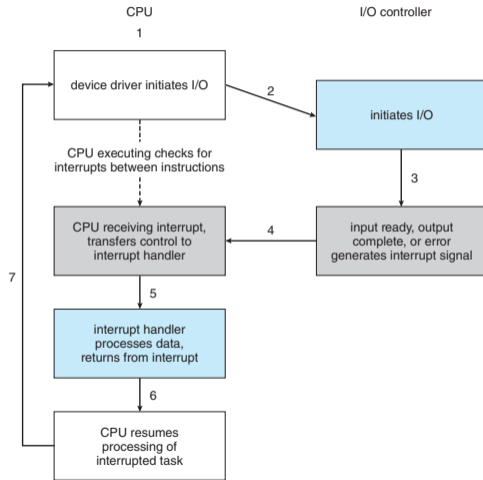 CPU
I/O controller
1
device driver initiates I/O
2
initiates I/O
CPU executing checks for
interrupts between instructions
3
CPU receiving interrupt,
transfers control to
interrupt handler
4
input ready, output
complete, or error
generates interrupt signal
7
5
interrupt handler
processes data,
returns from interrupt
6
CPU resumes
processing of
interrupted task